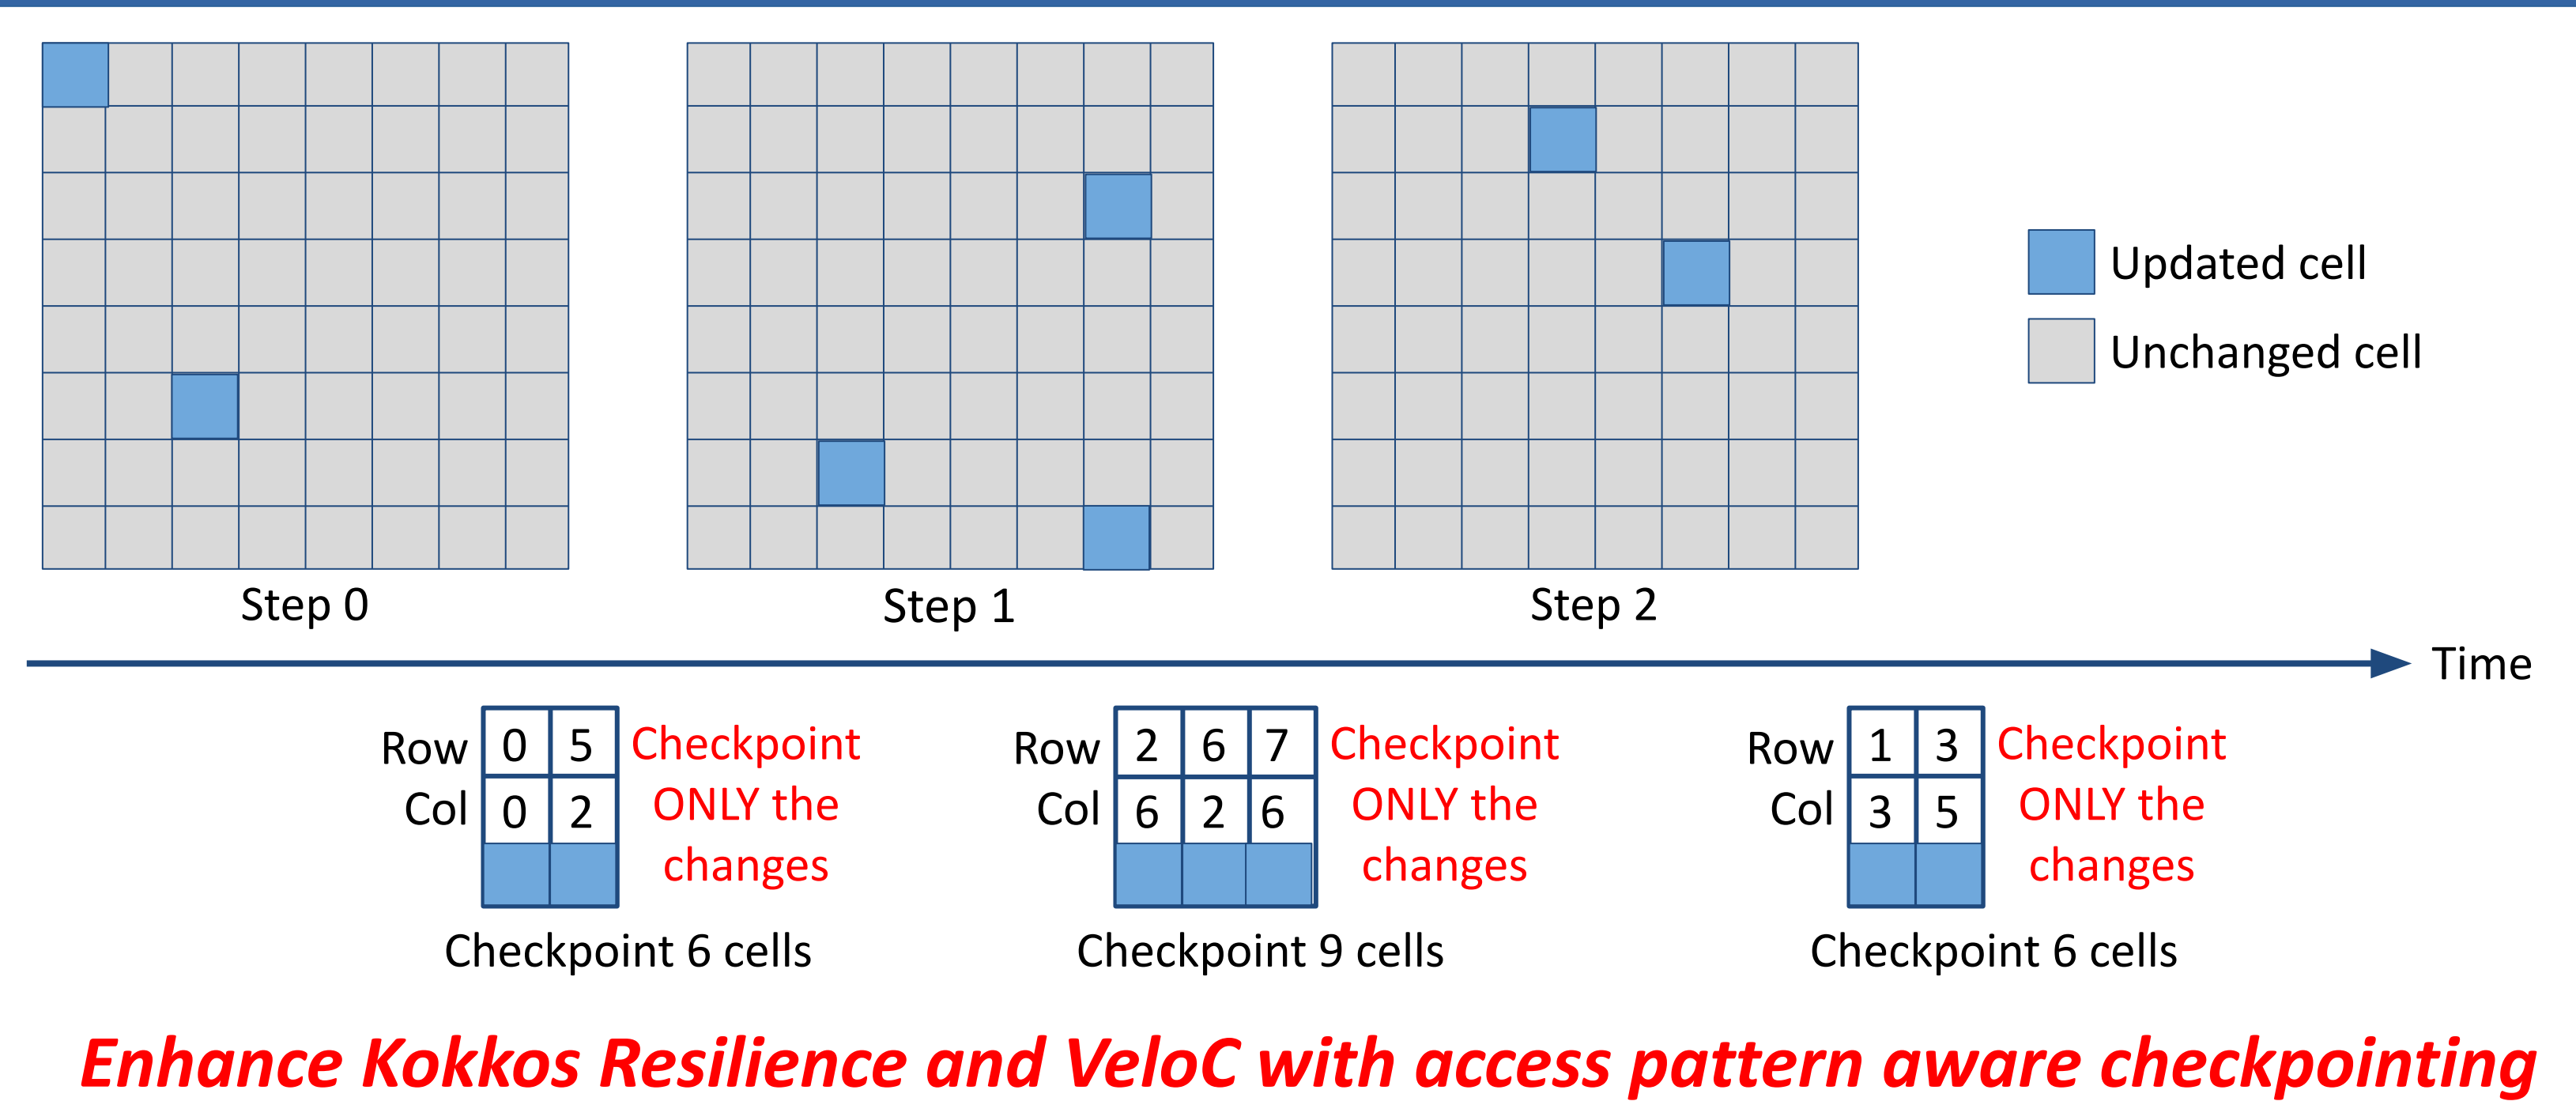 Updated cell
Unchanged cell
Step 0
Step 1
Step 2
Time
Row 0 5
Col 0 2
Checkpoint
ONLY the
changes
Checkpoint 6 cells
Row 2 6 7
Col 6 2 6
Checkpoint
ONLY the
changes
Checkpoint 9 cells
Row 1 3
Col 3 5
Checkpoint
ONLY the
changes
Checkpoint 6 cells
Enhance Kokkos Resilience and VeloC with access pattern aware checkpointing